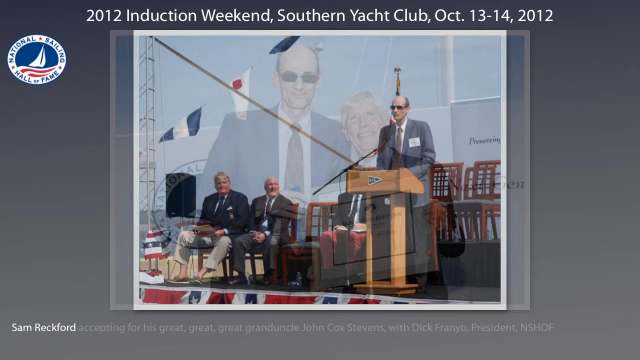 2012 Induction Weekend, Southern Yacht Club, Oct. 13-14, 2012
NATIONAL SAILING
HALL OF FAME
Presenting
Sam Reckford accepting for his great, great, great granduncle John Cox Stevens, with Dick Franyo, President, NSHOF